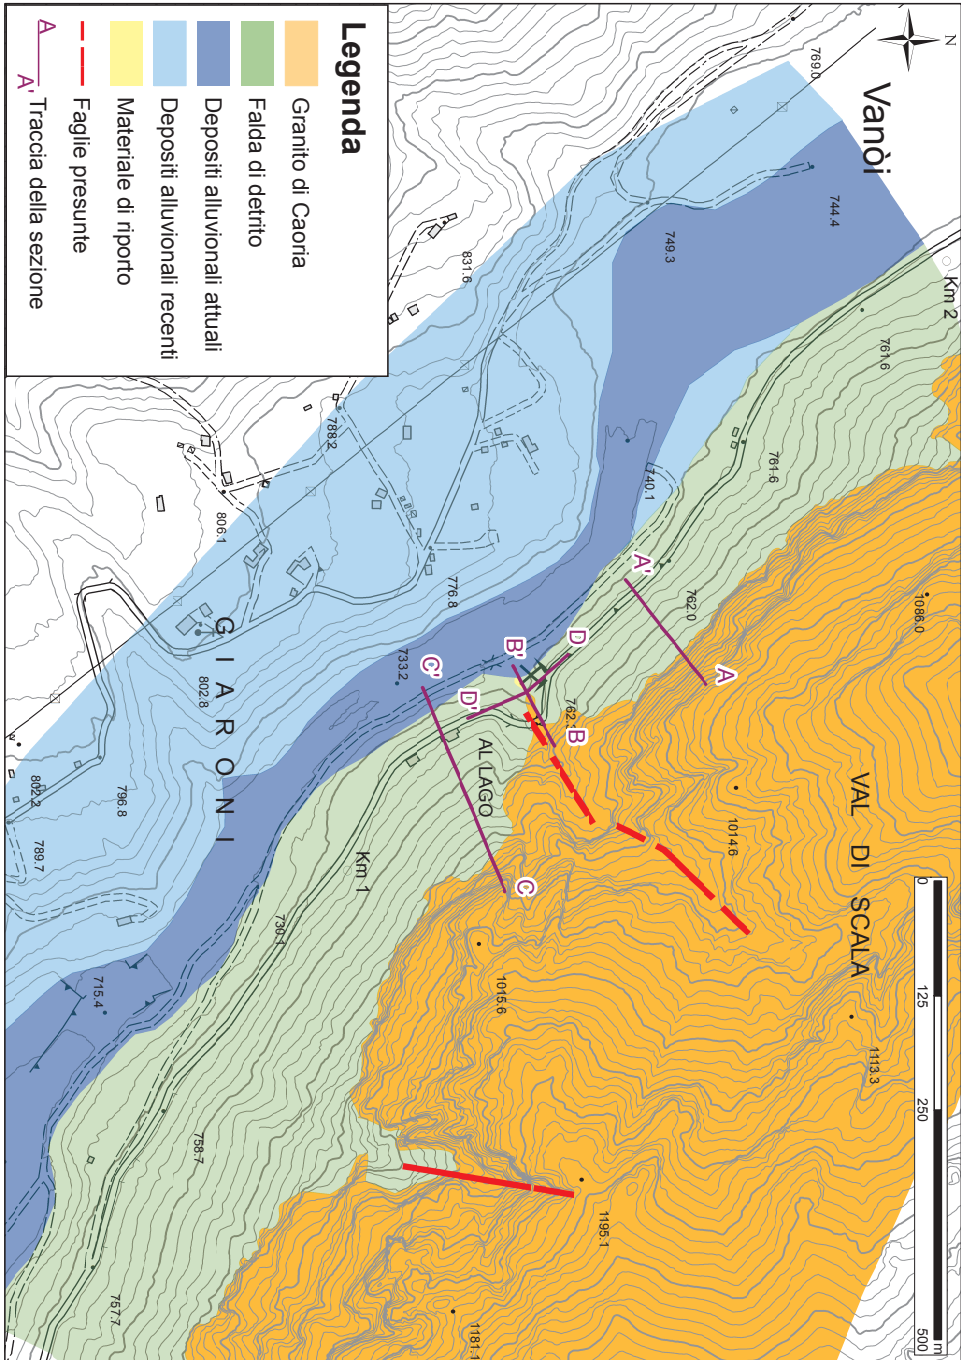 N
Vanòi
769.0
744.4
749.3
831.6
Km 2
761.6
761.6
740.1
788.2
806.1
776.8
762.0
1086.0
A'
A
D
B'
B
C'
D'
C
762.
733.2
802.8
GIARONI
AL LAGO
VAL DI SCALA
1014.6
796.8
802.2
789.7
Km 1
730.1
715.4
1015.6
1113.3
758.7
1195.1
757.7
1181.1
0
125
250
500
m
Legenda
Granito di Caoria
Falda di detrito
Depositi alluvionali attuali
Depositi alluvionali recenti
Materiale di riporto
Faglie presunte
A A' Traccia della sezione